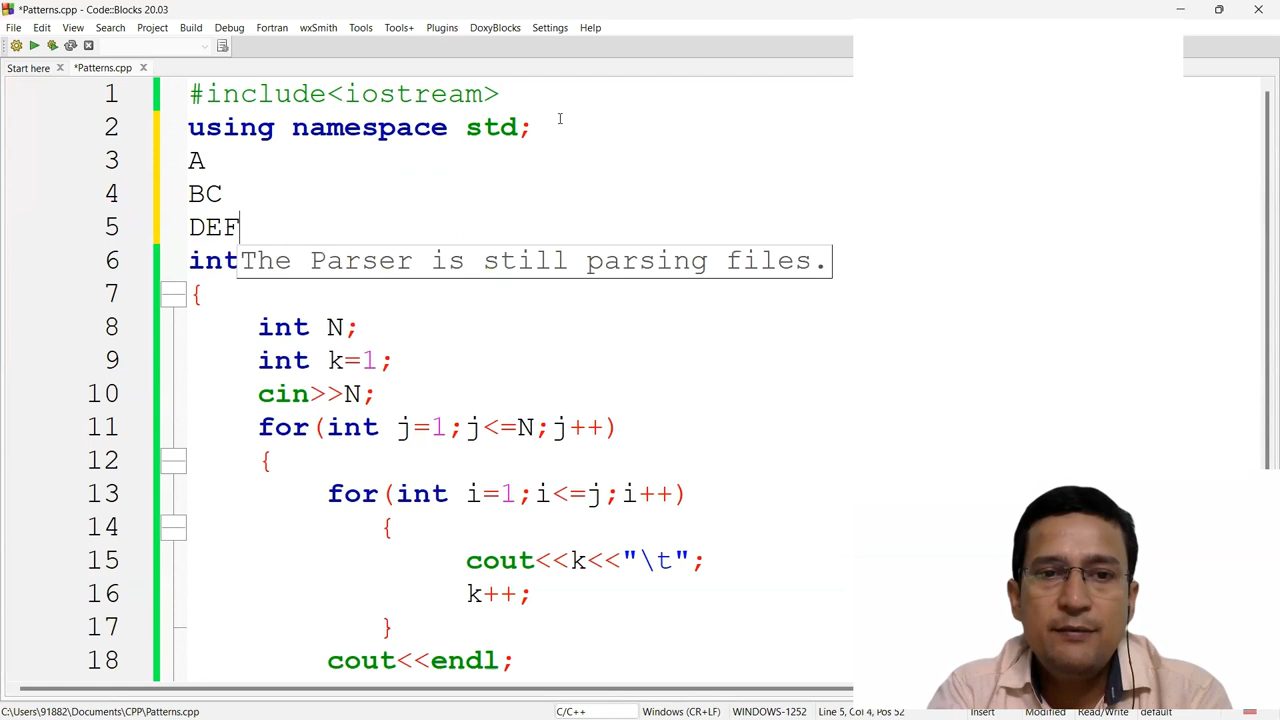 *Patterns.cpp - Code::Blocks 20.03
File Edit View Search Project Build Debug Fortran wxSmith Tools Tools+ Plugins DoxyBlocks Settings Help
Start here *Patterns.cpp
1 #include<iostream>
2 using namespace std;
3 A
4 BC
5 DEF
6 int The Parser is still parsing files.
7 {
8 int N;
9 int k=1;
10 cin>>N;
11 for(int j=1;j<=N;j++)
12 {
13 for(int i=1;i<=j;i++)
14 {
15 cout<<k<<"\t";
16 k++;
17 }
18 cout<<endl;
C:\Users\91882\Documents\CPP\Patterns.cpp C/C++ Windows (CR+LF) WINDOWS-1252 Line 5, Col 4, Pos 52 Insert Modified Read/Write default